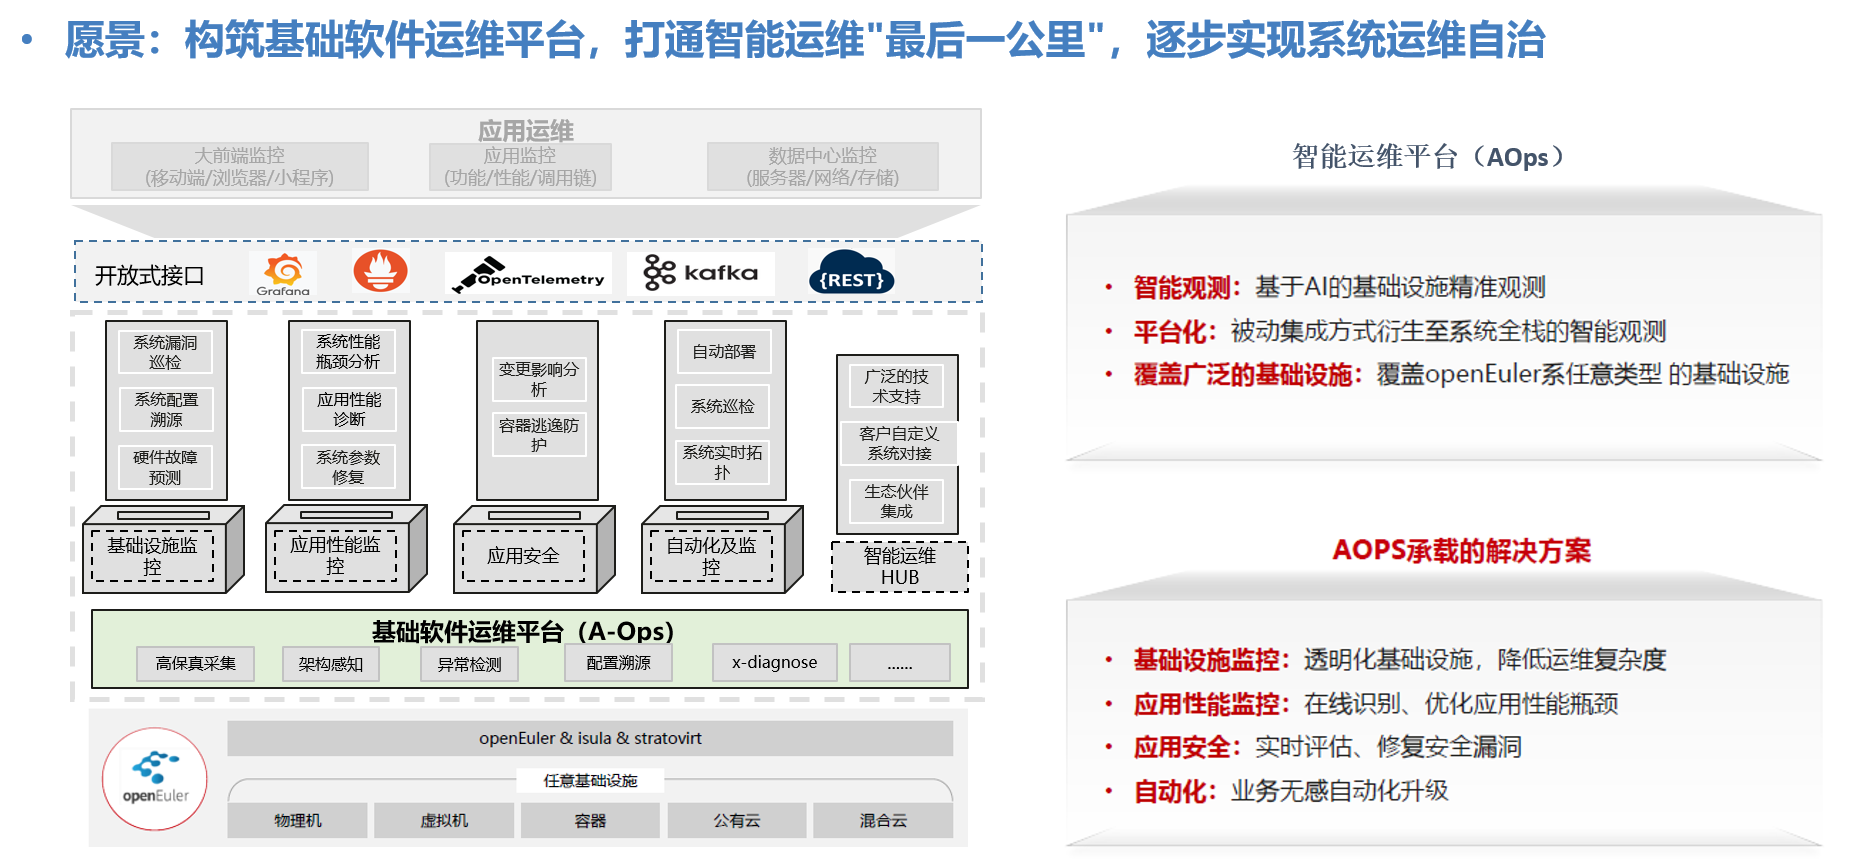 • 愿景：构筑基础软件运维平台，打通智能运维"最后一公里"，逐步实现系统运维自治
应用运维
大前端监控
(移动端/浏览器/小程序)
应用监控
(功能/性能/调用链)
数据中心监控
(服务器/网络/存储)
开放式接口
Grafana
OpenTelemetry
kafka
{REST}
系统漏洞
巡检
系统配置
溯源
硬件故障
预测
基础设施监
控
系统性能
瓶颈分析
应用性能
诊断
系统参数
修复
应用性能监
控
变更影响分
析
容器逃逸防
护
应用安全
自动部署
系统巡检
系统实时拓
扑
自动化及监
控
广泛的技
术支持
客户自定义
系统对接
生态伙伴
集成
智能运维
HUB
基础软件运维平台（A-Ops）
高保真采集
架构感知
异常检测
配置溯源
x-diagnose
......
openEuler
openEuler & isula & stratovirt
任意基础设施
物理机
虚拟机
容器
公有云
混合云
智能运维平台（AOps）
• 智能观测：基于AI的基础设施精准观测
• 平台化：被动集成方式衍生至系统全栈的智能观测
• 覆盖广泛的基础设施：覆盖openEuler系任意类型 的基础设施
AOPS承载的解决方案
• 基础设施监控：透明化基础设施，降低运维复杂度
• 应用性能监控：在线识别、优化应用性能瓶颈
• 应用安全：实时评估、修复安全漏洞
• 自动化：业务无感自动化升级